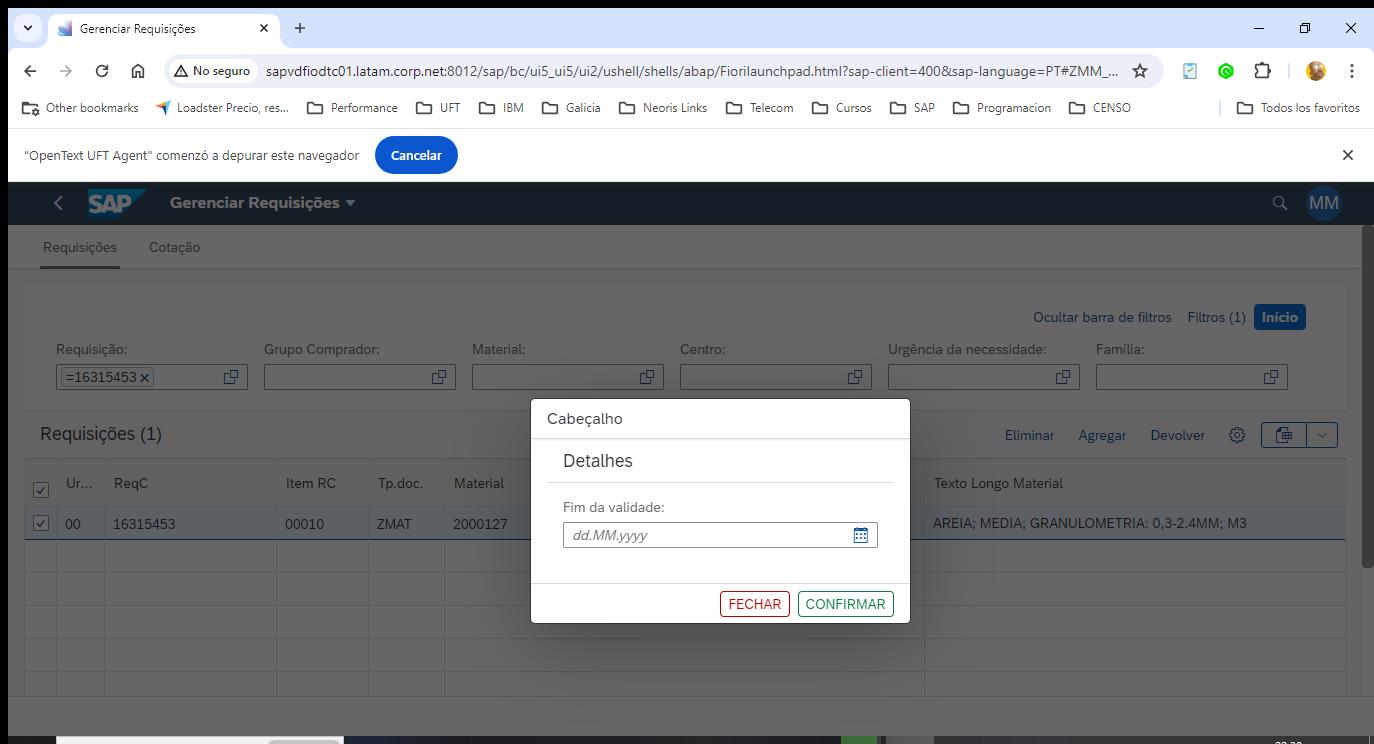 Gerenciar Requisições
No seguro
sapvdfiodtc01.latam.corp.net:8012/sap/bc/ui5_ui5/ui2/ushell/shells/abap/Fiorilaunchpad.html?sap-client=400&sap-language=PT#ZMM_...
Other bookmarks Loadster Precio, res... Performance UFT IBM Galicia Neoris Links Telecom Cursos SAP Programacion CENSO Todos los favoritos
"OpenText UFT Agent" comenzó a depurar este navegador Cancelar
SAP Gerenciar Requisições MM
Requisições Cotação
Ocultar barra de filtros Filtros (1) Início
Requisição: Grupo Comprador: Material: Centro: Urgência da necessidade: Família:
=16315453
Cabeçalho
Requisições (1) Eliminar Agregar Devolver
Detalhes
Ur... ReqC Item RC Tp.doc. Material Texto Longo Material
Fim da validade:
00 16315453 00010 ZMAT 2000127 AREIA; MEDIA; GRANULOMETRIA: 0,3-2.4MM; M3
dd.MM.yyyy
FECHAR CONFIRMAR